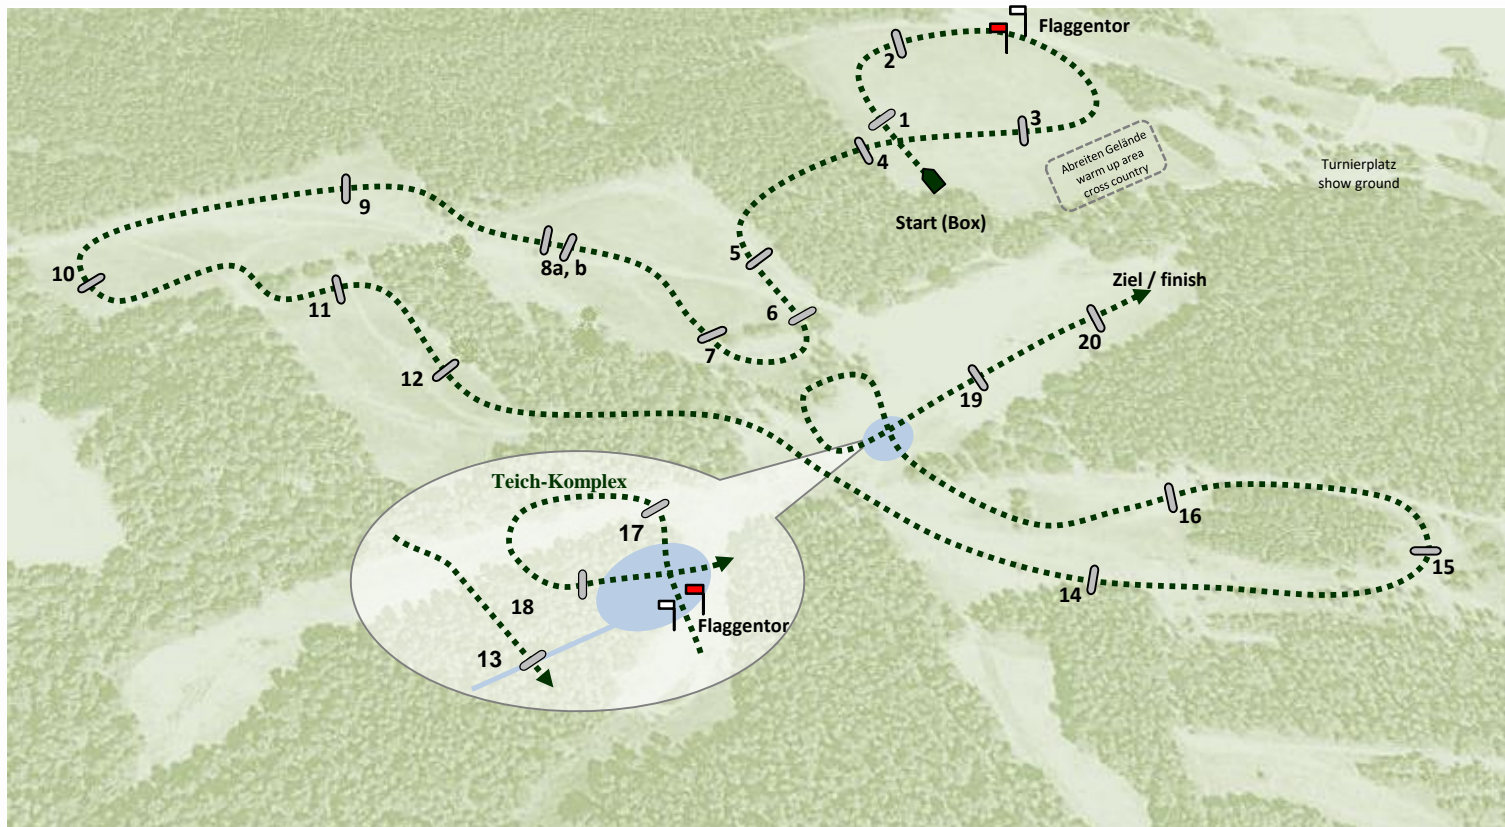 Flaggentor
2
1
3
4
Abreiten Gelände
warm up area
cross country
Turnierplatz
show ground
Start (Box)
9
5
8a, b
10
Ziel / finish
11
6
20
7
12
19
Teich-Komplex
17
16
15
14
18
Flaggentor
13